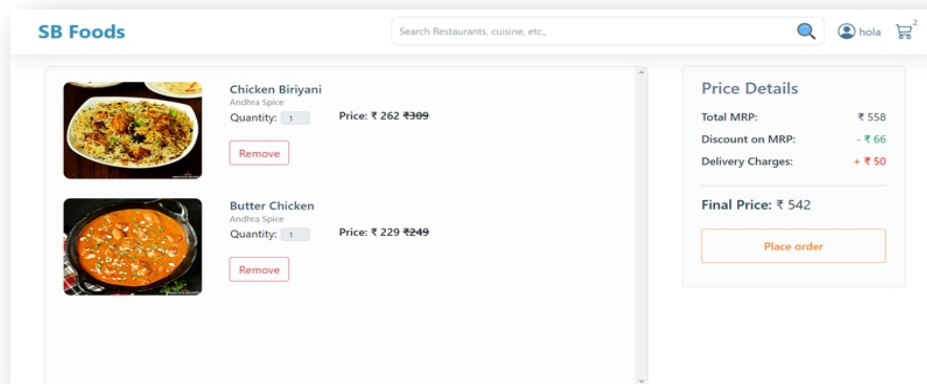 SB Foods
Search Restaurants, cuisine, etc.,
hola
2
Chicken Biriyani
Andhra Spice
Quantity: 1
Price: ₹ 262 ₹309
Remove
Butter Chicken
Andhra Spice
Quantity: 1
Price: ₹ 229 ₹249
Remove
Price Details
Total MRP: ₹ 558
Discount on MRP: - ₹ 66
Delivery Charges: + ₹ 50
Final Price: ₹ 542
Place order